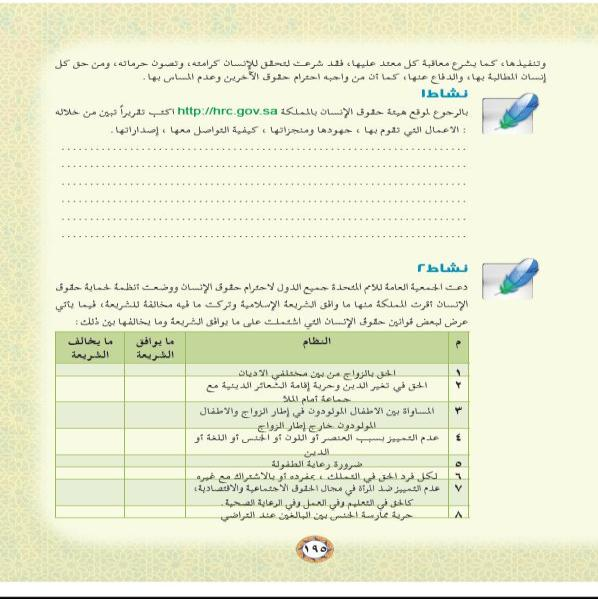 وتنفيذها، كما يشرع معاقبة كل معتد عليها، فقد شرعت لتحقق للإنسان كرامته، وتصون حرماته، ومن حق كل
إنسان المطالبة بها، والدفاع عنها، كما أن من واجبه احترام حقوق الآخرين وعدم المساس بها.
نشاط١
بالرجوع لموقع هيئة حقوق الإنسان بالمملكة http://hrc.gov.sa اكتب تقريراً تبين من خلاله
: الاعمال التي تقوم بها ، جهودها ومنجزاتها ، كيفية التواصل معها ، إصداراتها.
نشاط٢
دعت الجمعية العامة للأمم المتحدة جميع الدول لاحترام حقوق الإنسان ووضعت أنظمة لحماية حقوق
الإنسان أقرت المملكة منها ما وافق الشريعة الإسلامية وتركت ما فيه مخالفة للشريعة، فيما يأتي
عرض لبعض قوانين حقوق الإنسان التي اشتملت على ما يوافق الشريعة وما يخالفها بين ذلك:
م النظام ما يوافق الشريعة ما يخالف الشريعة
١ الحق بالزواج من بين مختلفي الاديان
٢ الحق في تغير الدين وحرية إقامة الشعائر الدينية مع
جماعة أمام الملا
٣ المساواة بين الاطفال المولودون في إطار الزواج والاطفال
المولودون خارج إطار الزواج
٤ عدم التمييز بسبب العنصر أو اللون أو الجنس أو اللغة أو
الدين
٥ ضرورة رعاية الطفولة
٦ لكل فرد الحق في التملك ، بمفرده أو بالاشتراك مع غيره
٧ عدم التمييز ضد المرأة في مجال الحقوق الاجتماعية والاقتصادية؛
كالحق في التعليم وفي العمل وفي الرعاية الصحية.
٨ حرية ممارسة الجنس بين البالغين عند التراضي
١٩٥